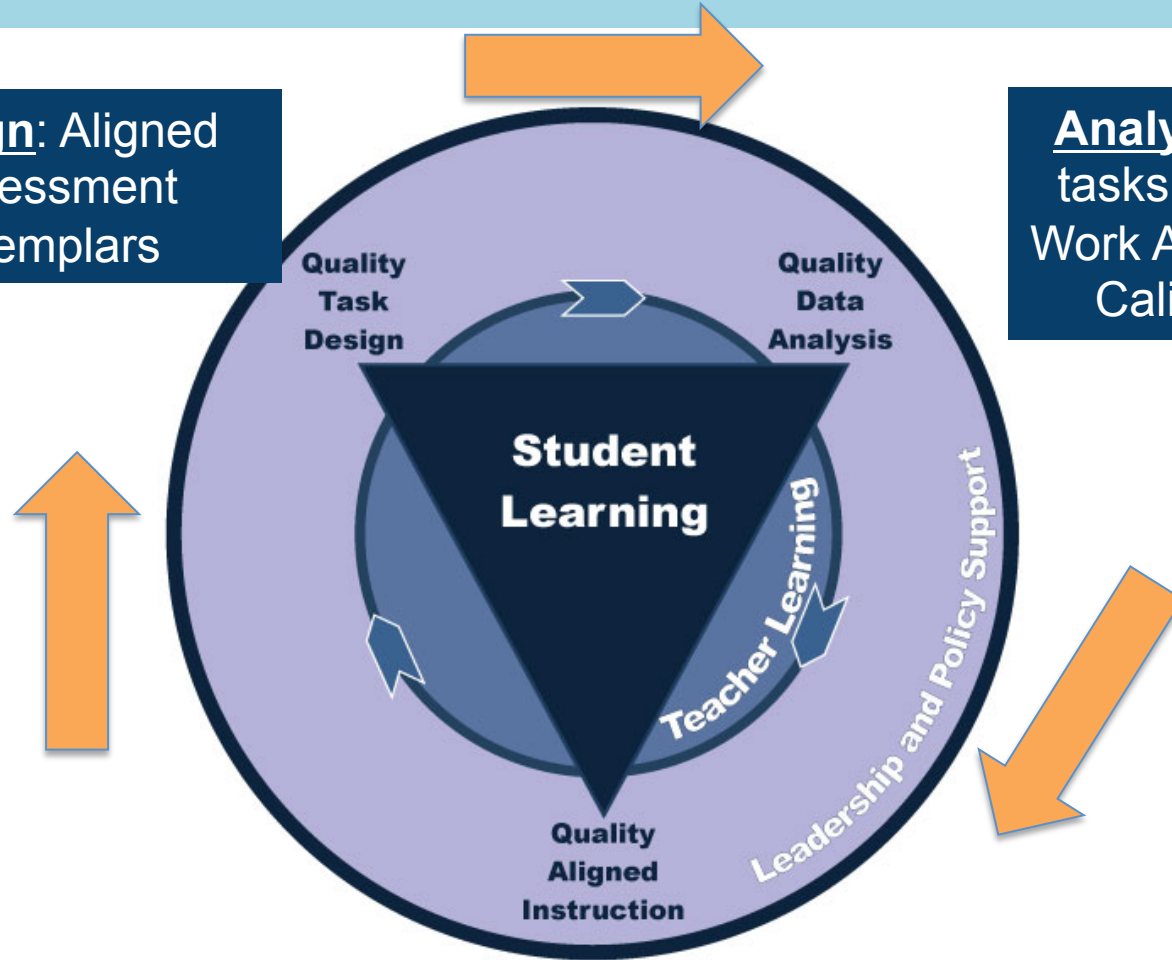 gn: Aligned
essment
emplars
Analy
tasks
Work A
Cali
Quality
Task
Design
Quality
Data
Analysis
Student
Learning
Teacher Learning
Leadership and Policy Support
Quality
Aligned
Instruction